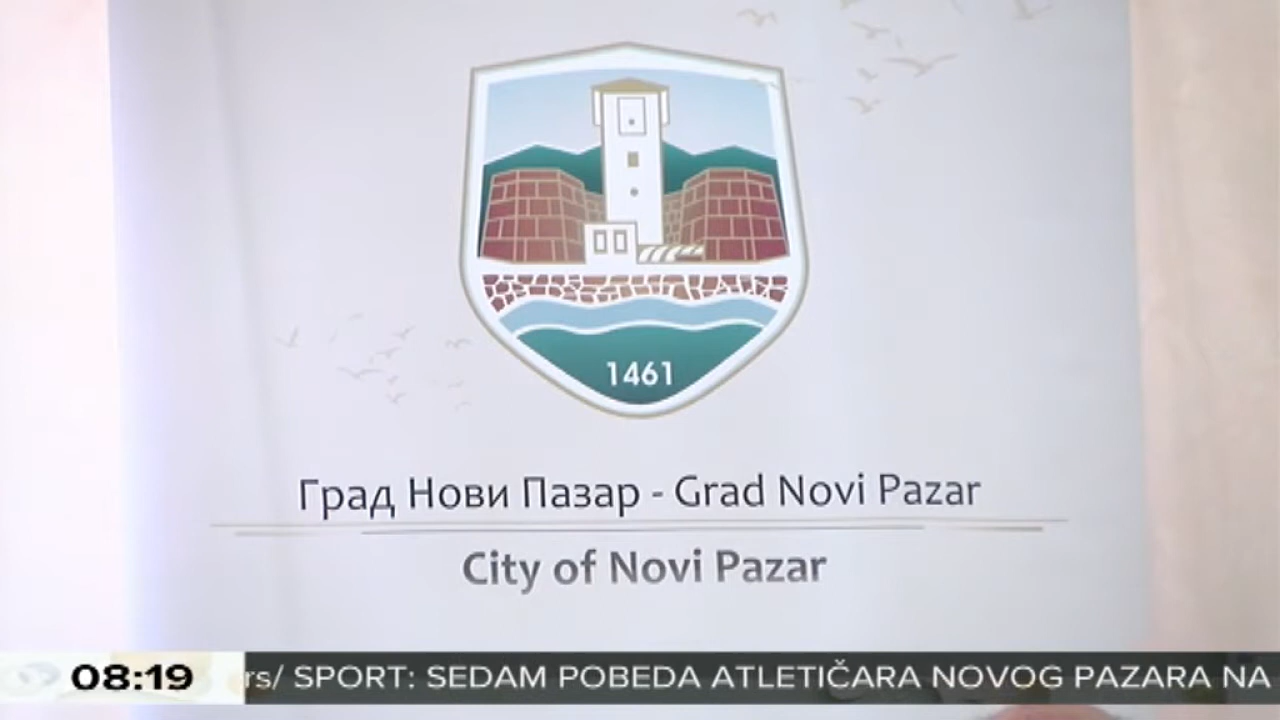 1461
Град Нови Пазар - Grad Novi Pazar
City of Novi Pazar
08:19 rs/ SPORT: SEDAM POBEDA ATLETIČARA NOVOG PAZARA NA